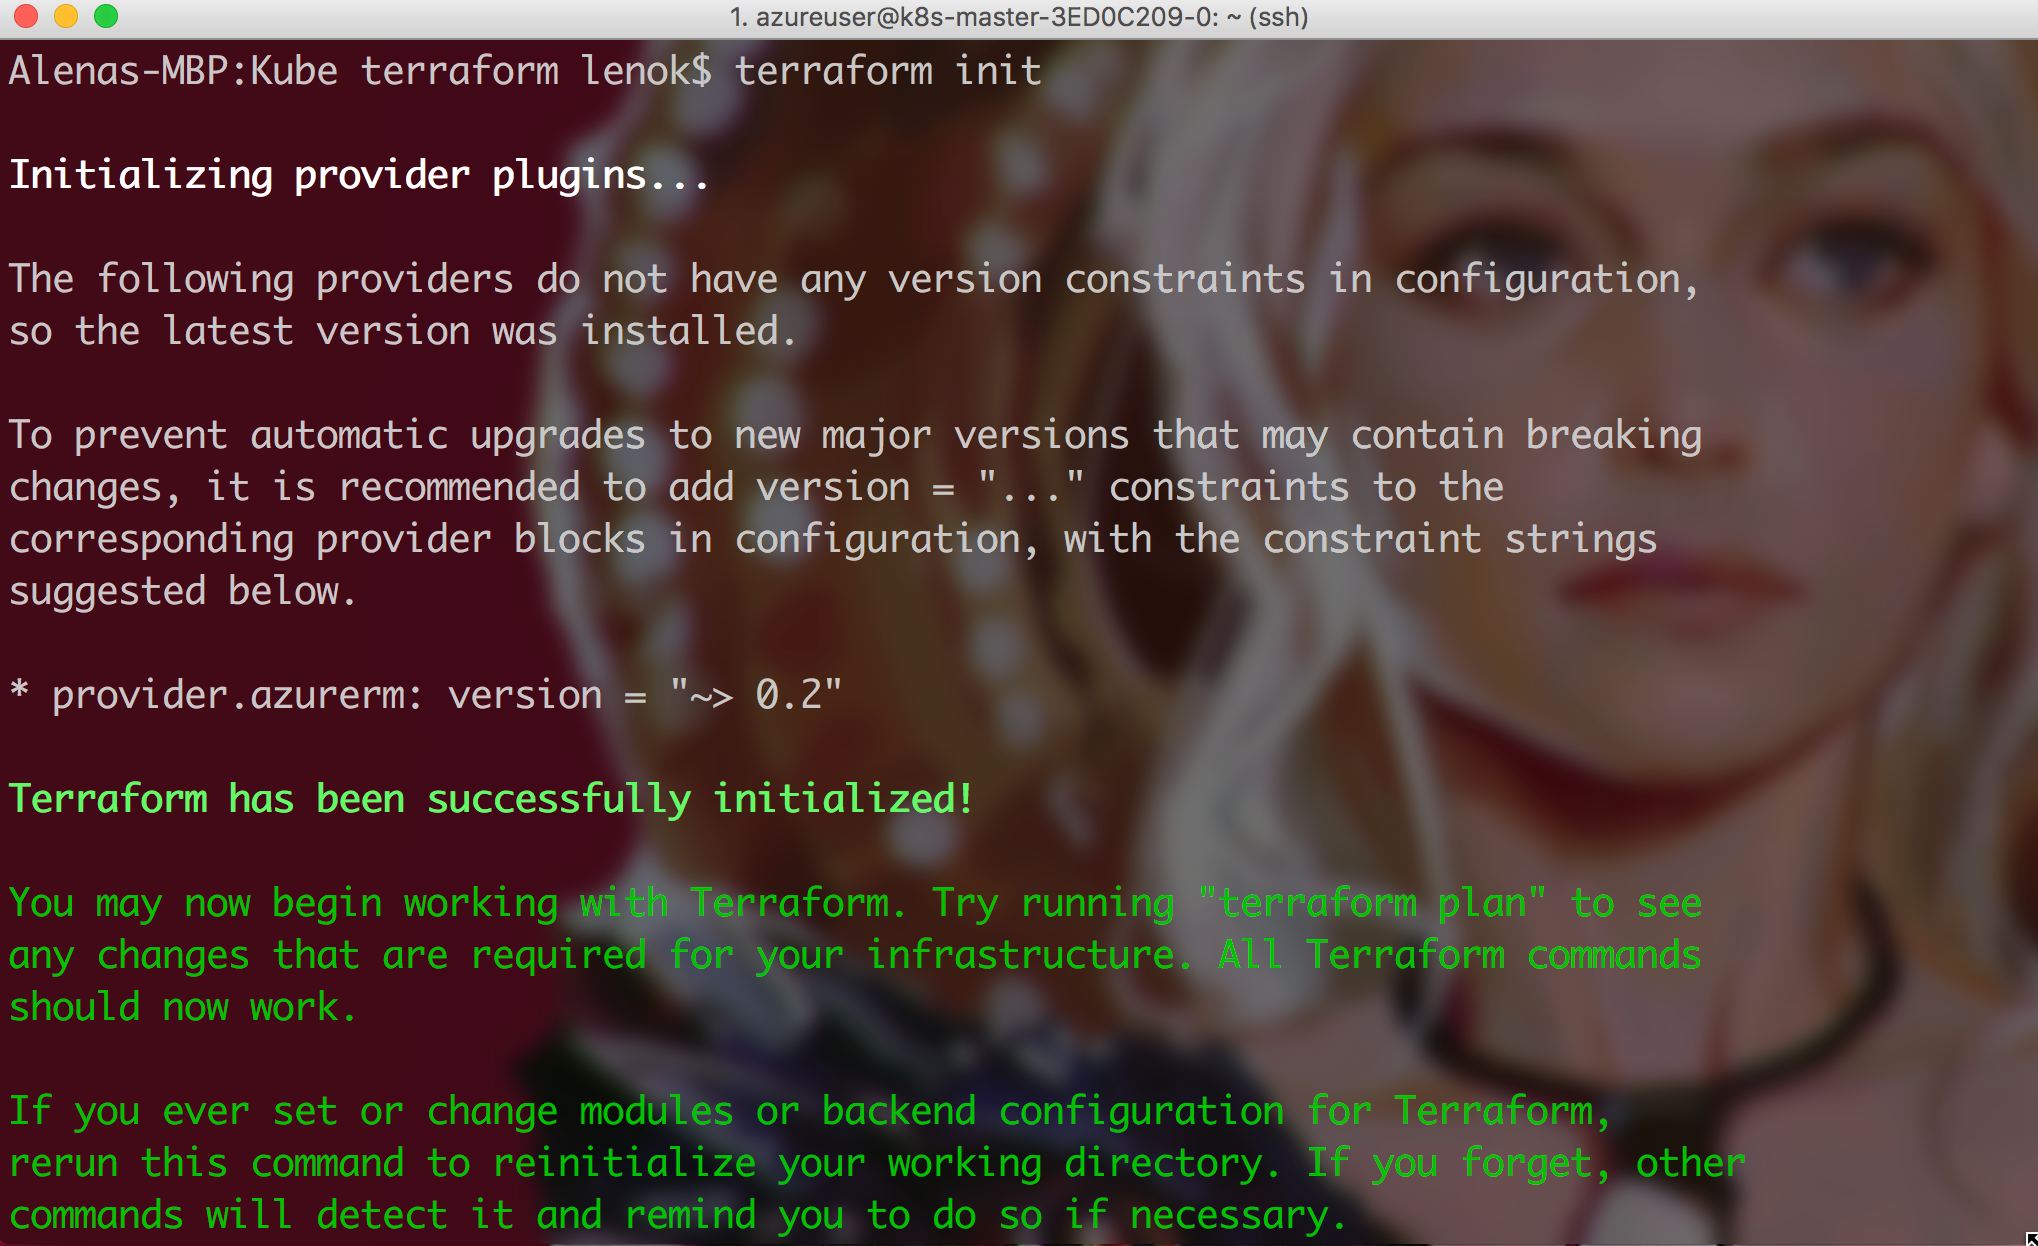 1. azureuser@k8s-master-3ED0C209-0: ~ (ssh)
Alenas-MBP:Kube terraform lenok$ terraform init
Initializing provider plugins...
The following providers do not have any version constraints in configuration,
so the latest version was installed.
To prevent automatic upgrades to new major versions that may contain breaking
changes, it is recommended to add version = "..." constraints to the
corresponding provider blocks in configuration, with the constraint strings
suggested below.
* provider.azurerm: version = "~> 0.2"
Terraform has been successfully initialized!
You may now begin working with Terraform. Try running "terraform plan" to see
any changes that are required for your infrastructure. All Terraform commands
should now work.
If you ever set or change modules or backend configuration for Terraform,
rerun this command to reinitialize your working directory. If you forget, other
commands will detect it and remind you to do so if necessary.